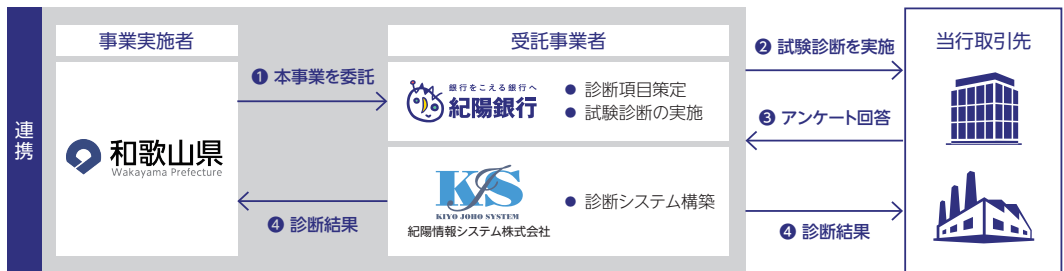 連携
事業実施者
和歌山県
Wakayama Prefecture
❶ 本事業を委託
❹ 診断結果
受託事業者
銀行をこえる銀行へ
紀陽銀行
● 診断項目策定
● 試験診断の実施
KJS
KIYO JOHO SYSTEM
紀陽情報システム株式会社
● 診断システム構築
❷ 試験診断を実施
❸ アンケート回答
❹ 診断結果
当行取引先